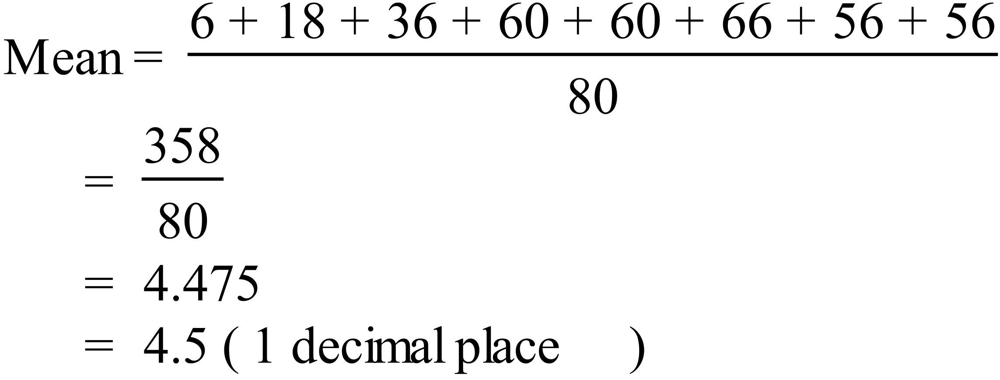 Mean = 6 + 18 + 36 + 60 + 60 + 66 + 56 + 56
80
= 358
80
= 4.475
= 4.5 ( 1 decimal place )